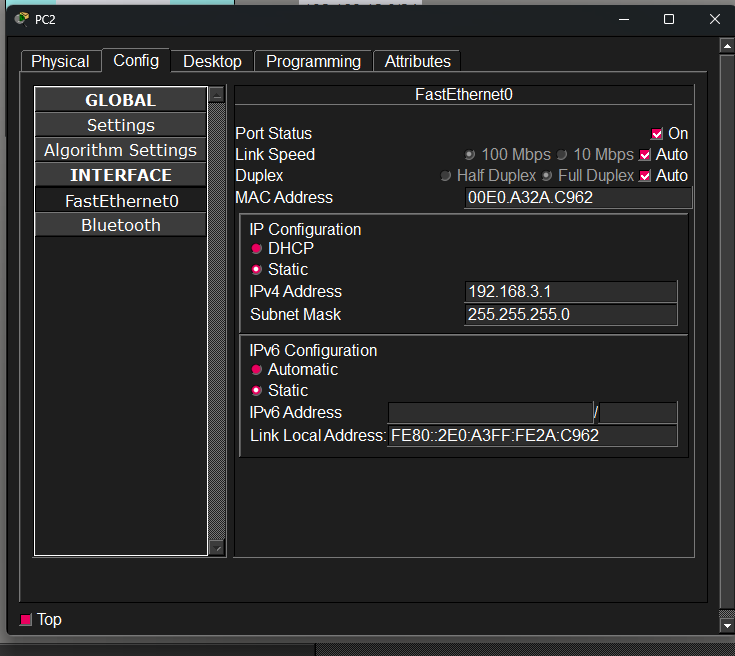 PC2
Physical Config Desktop Programming Attributes
GLOBAL
Settings
Algorithm Settings
INTERFACE
FastEthernet0
Bluetooth
FastEthernet0
Port Status On
Link Speed 100 Mbps 10 Mbps Auto
Duplex Half Duplex Full Duplex Auto
MAC Address 00E0.A32A.C962
IP Configuration
DHCP
Static
IPv4 Address 192.168.3.1
Subnet Mask 255.255.255.0
IPv6 Configuration
Automatic
Static
IPv6 Address /
Link Local Address: FE80::2E0:A3FF:FE2A:C962
Top